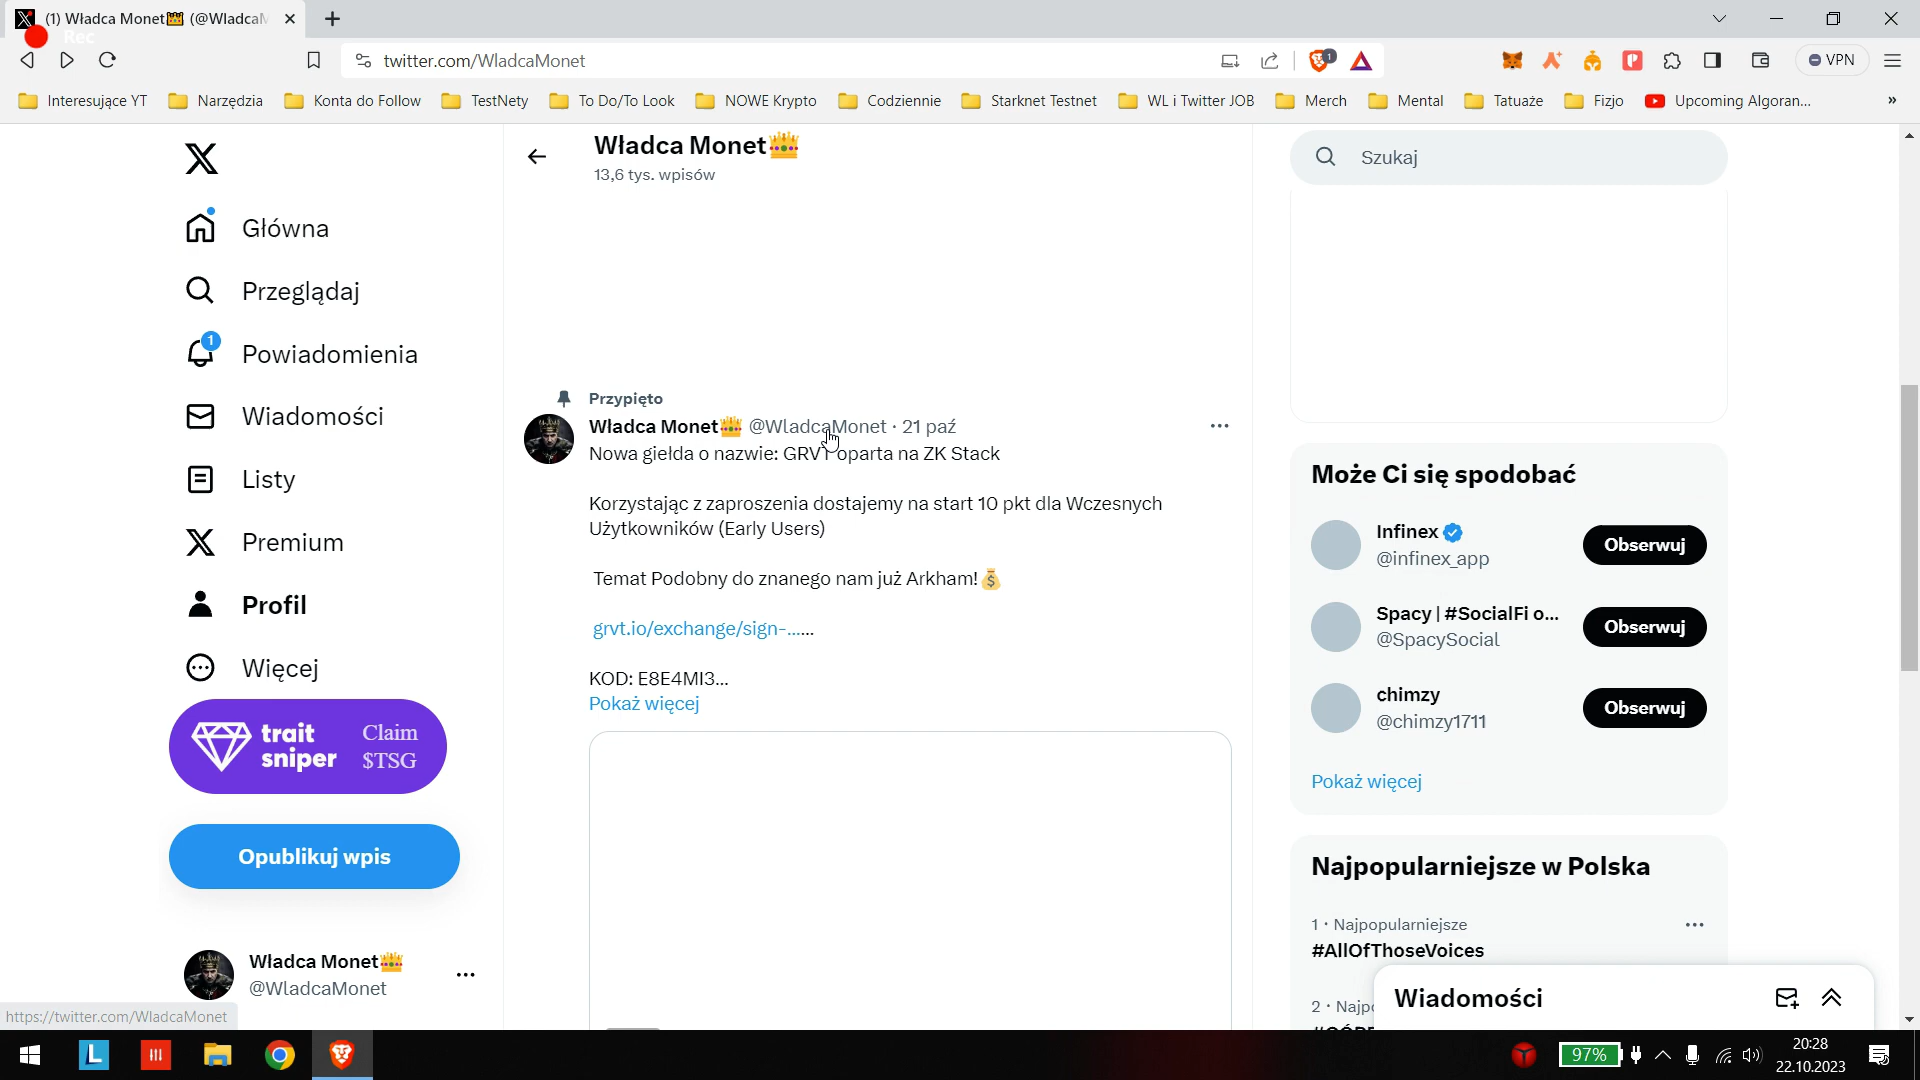 (1) Władca Monet👑 (@Wladca
Rec
twitter.com/WladcaMonet
1
VPN
Interesujące YT
Narzędzia
Konta do Follow
TestNety
To Do/To Look
NOWE Krypto
Codziennie
Starknet Testnet
WL i Twitter JOB
Merch
Mental
Tatuaże
Fizjo
Upcoming Algoran...
»
Władca Monet👑
13,6 tys. wpisów
Szukaj
Główna
Przeglądaj
1
Powiadomienia
Wiadomości
Listy
Premium
Profil
Więcej
trait sniper
Claim $TSG
Opublikuj wpis
Władca Monet👑
@WladcaMonet
https://twitter.com/WladcaMonet
Przypięto
Władca Monet👑 @WladcaMonet · 21 paź
Nowa giełda o nazwie: GRVT oparta na ZK Stack
Korzystając z zaproszenia dostajemy na start 10 pkt dla Wczesnych
Użytkowników (Early Users)
Temat Podobny do znanego nam już Arkham!💰
grvt.io/exchange/sign-......
KOD: E8E4MI3...
Pokaż więcej
Może Ci się spodobać
Infinex
@infinex_app
Obserwuj
Spacy | #SocialFi o...
@SpacySocial
Obserwuj
chimzy
@chimzy1711
Obserwuj
Pokaż więcej
Najpopularniejsze w Polska
1 · Najpopularniejsze
#AllOfThoseVoices
2 · Najp
Wiadomości
97%
20:28
22.10.2023